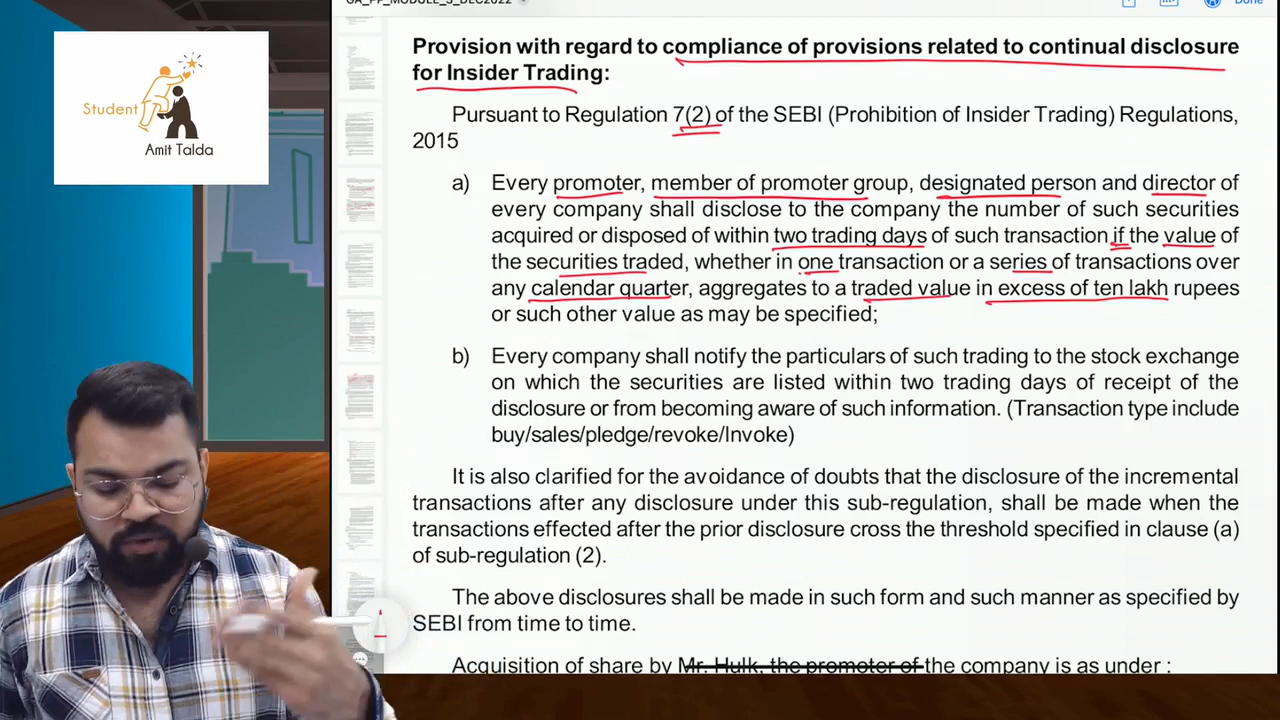 GA_PP_MODULE_3_DEC2022
Done
Student
Amit Talda
Provision with regard to compliance of provisions related to continual disclosur
for Insider Trading:
Pursuant to Regulation 7(2) of the SEBI (Prohibition of Insider Trading) Regulations,
2015
a) Every promoter, member of promoter group, designated person and director of
every company shall disclose to the company the number of such securitie
acquired or disposed of within two trading days of such transaction if the value of
the securities traded, whether in one transaction or a series of transactions over
any calendar quarter, aggregates to a traded value in excess of ten lakh rupees
or such other value as may be specified;
b) Every company shall notify the particulars of such trading to the stock exchange
on which the securities are listed within two trading days of receipt of the
disclosure or from becoming aware of such information. (Transaction type include
buy/sales/pledge/revoke/Invoke)
It is also clarified for the avoidance of doubt that the disclosure of the incremental
transactions after any disclosure under this sub-regulation, shall be made when the
transactions effected after the prior disclosure cross the threshold specified in clause (a)
of sub-regulation (2).
The above disclosures shall be made in such form and such manner as specified by
SEBI from time to time.
Acquisition of share by Mr. Hulk, the promoter of the company is as under :